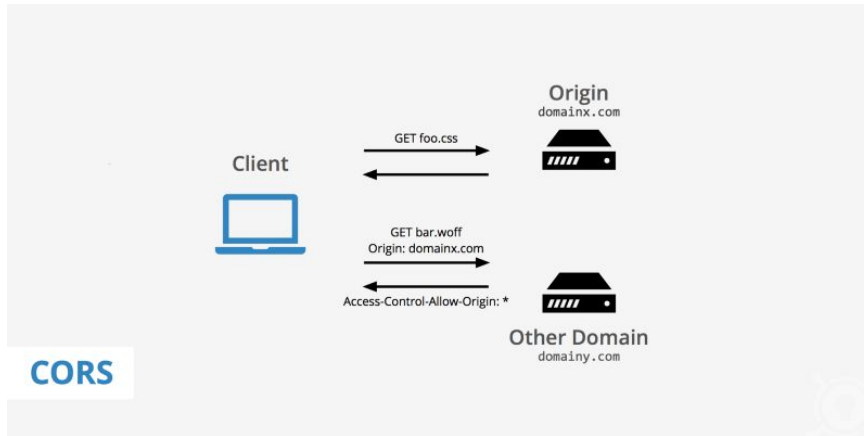 Origin
domainx.com
GET foo.css
Client
GET bar.woff
Origin: domainx.com
Access-Control-Allow-Origin: *
Other Domain
domainy.com
CORS